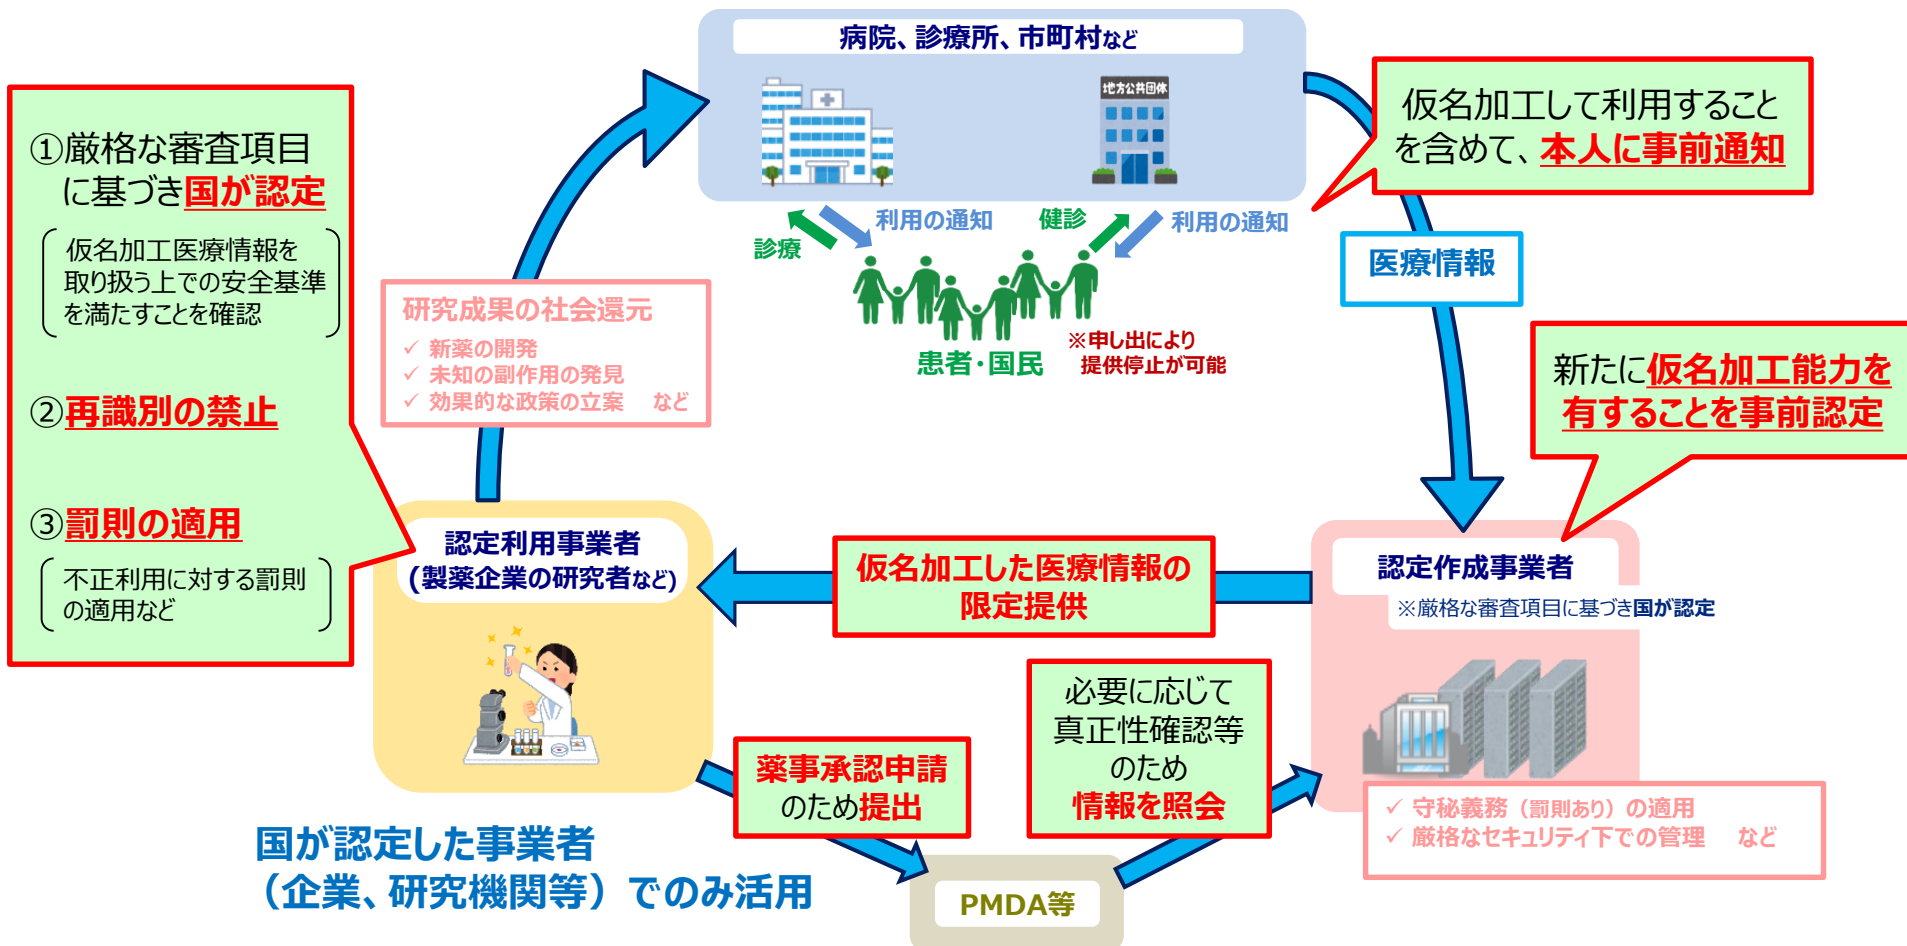 病院、診療所、市町村など
地方公共団体
①厳格な審査項目
に基づき国が認定
仮名加工医療情報を
取り扱う上での安全基準
を満たすことを確認
②再識別の禁止
③罰則の適用
不正利用に対する罰則
の適用など
仮名加工して利用すること
を含めて、本人に事前通知
利用の通知
診療
健診
利用の通知
患者・国民
※申し出により
提供停止が可能
医療情報
研究成果の社会還元
✓ 新薬の開発
✓ 未知の副作用の発見
✓ 効果的な政策の立案 など
新たに仮名加工能力を
有することを事前認定
認定利用事業者
(製薬企業の研究者など)
仮名加工した医療情報の
限定提供
認定作成事業者
※厳格な審査項目に基づき国が認定
薬事承認申請
のため提出
必要に応じて
真正性確認等
のため
情報を照会
✓ 守秘義務（罰則あり）の適用
✓ 厳格なセキュリティ下での管理 など
国が認定した事業者
（企業、研究機関等）でのみ活用
PMDA等